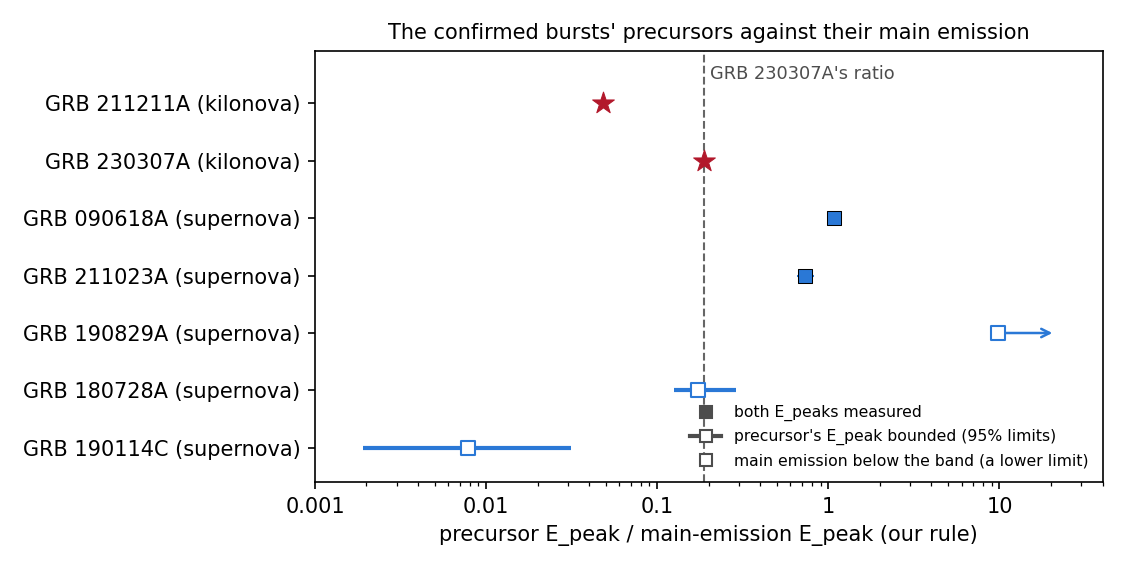 The confirmed bursts' precursors against their main emission
GRB 230307A's ratio
GRB 211211A (kilonova)
GRB 230307A (kilonova)
GRB 090618A (supernova)
GRB 211023A (supernova)
GRB 190829A (supernova)
GRB 180728A (supernova)
GRB 190114C (supernova)
both E_peaks measured
precursor's E_peak bounded (95% limits)
main emission below the band (a lower limit)
0.001 0.01 0.1 1 10
precursor E_peak / main-emission E_peak (our rule)